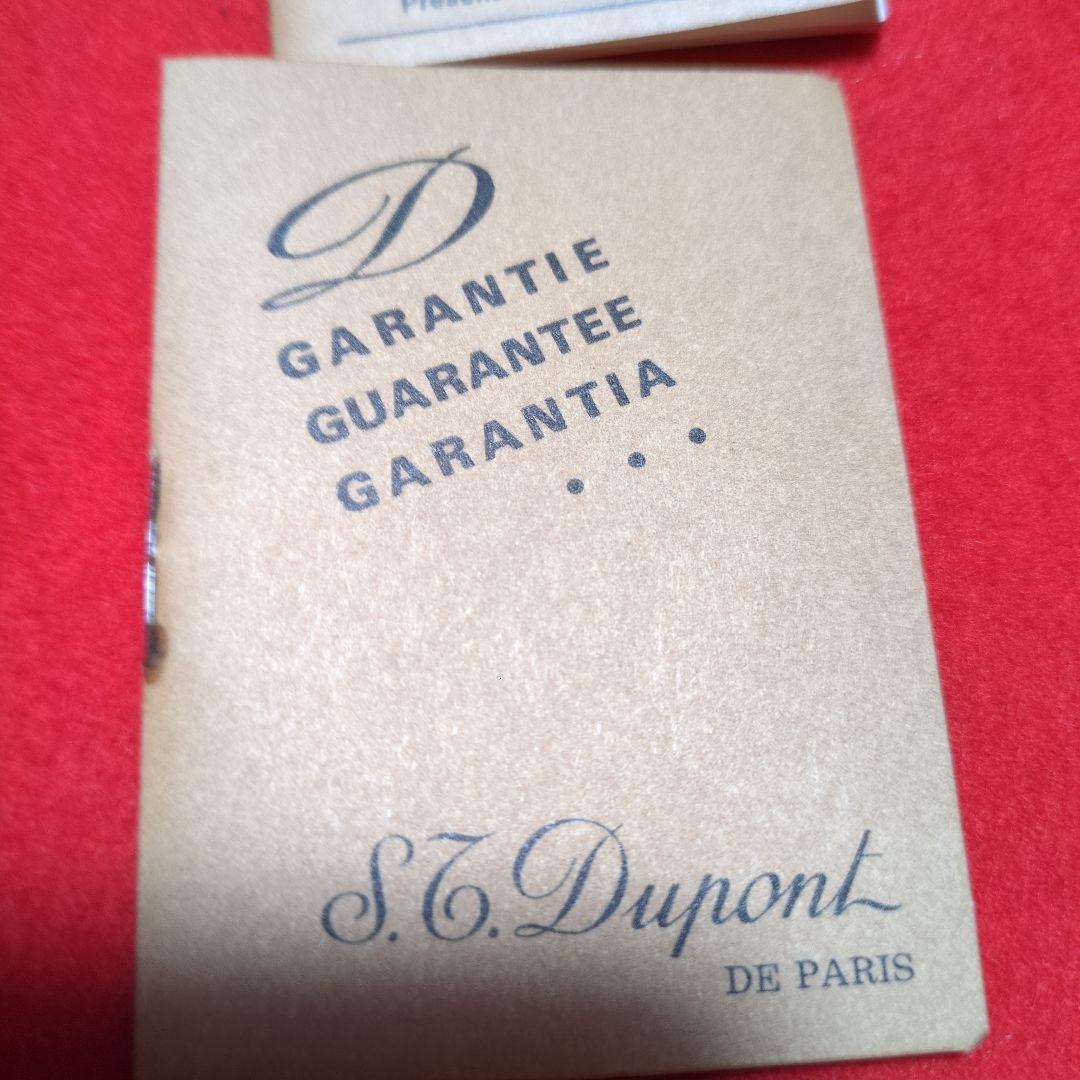 D
GARANTIE
GUARANTEE
GARANTIA
...
S.T. Dupont
DE PARIS